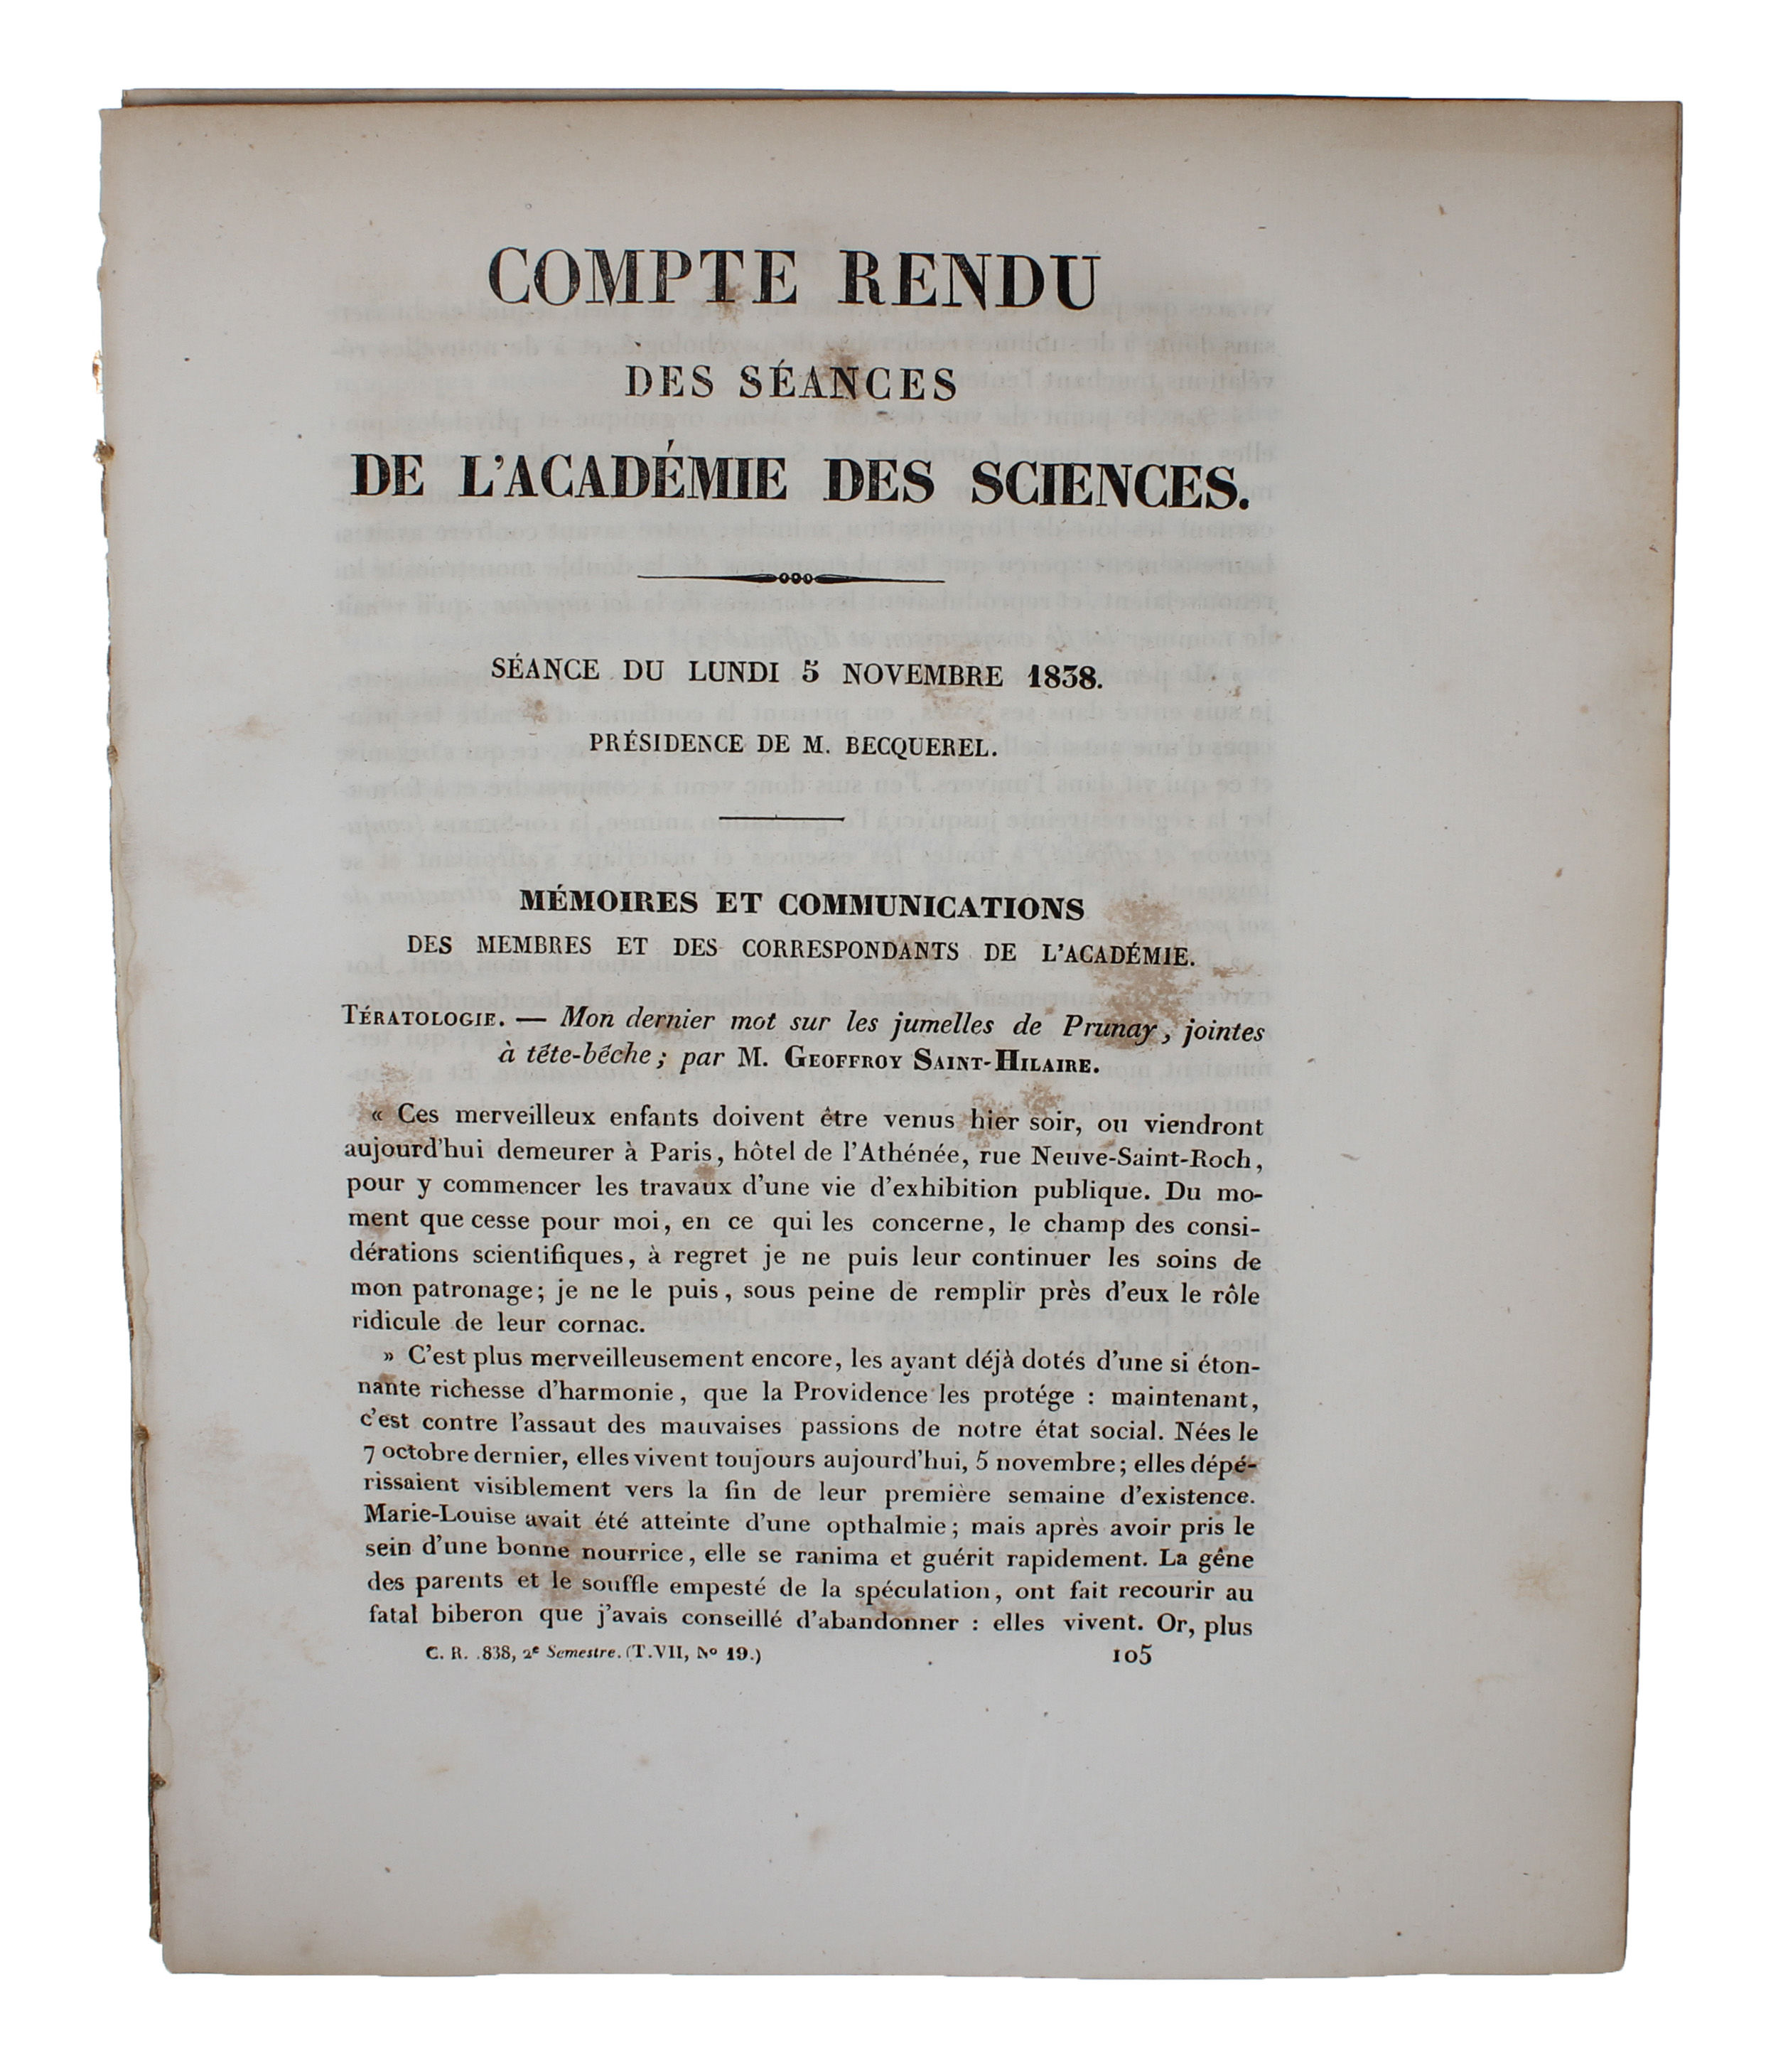 COMPTE RENDU
DES SÉANCES
DE L'ACADÉMIE DES SCIENCES.
SÉANCE DU LUNDI 5 NOVEMBRE 1838.
PRÉSIDENCE DE M. BECQUEREL.
MÉMOIRES ET COMMUNICATIONS
DES MEMBRES ET DES CORRESPONDANTS DE L'ACADÉMIE.
TÉRATOLOGIE. — Mon dernier mot sur les jumelles de Prunay, jointes
à tête-bêche; par M. GEOFFROY SAINT-HILAIRE.
« Ces merveilleux enfants doivent être venus hier soir, ou viendront
aujourd'hui demeurer à Paris, hôtel de l'Athénée, rue Neuve-Saint-Roch,
pour y commencer les travaux d'une vie d'exhibition publique. Du mo-
ment que cesse pour moi, en ce qui les concerne, le champ des consi-
dérations scientifiques, à regret je ne puis leur continuer les soins de
mon patronage; je ne le puis, sous peine de remplir près d'eux le rôle
ridicule de leur cornac.
» C'est plus merveilleusement encore, les ayant déjà dotés d'une si éton-
nante richesse d'harmonie, que la Providence les protége : maintenant,
c'est contre l'assaut des mauvaises passions de notre état social. Nées le
7 octobre dernier, elles vivent toujours aujourd'hui, 5 novembre; elles dépé-
rissaient visiblement vers la fin de leur première semaine d'existence.
Marie-Louise avait été atteinte d'une opthalmie; mais après avoir pris le
sein d'une bonne nourrice, elle se ranima et guérit rapidement. La gêne
des parents et le souffle empesté de la spéculation, ont fait recourir au
fatal biberon que j'avais conseillé d'abandonner : elles vivent. Or, plus
C. R. .838, 2e Semestre. (T. VII, No 19.) 105